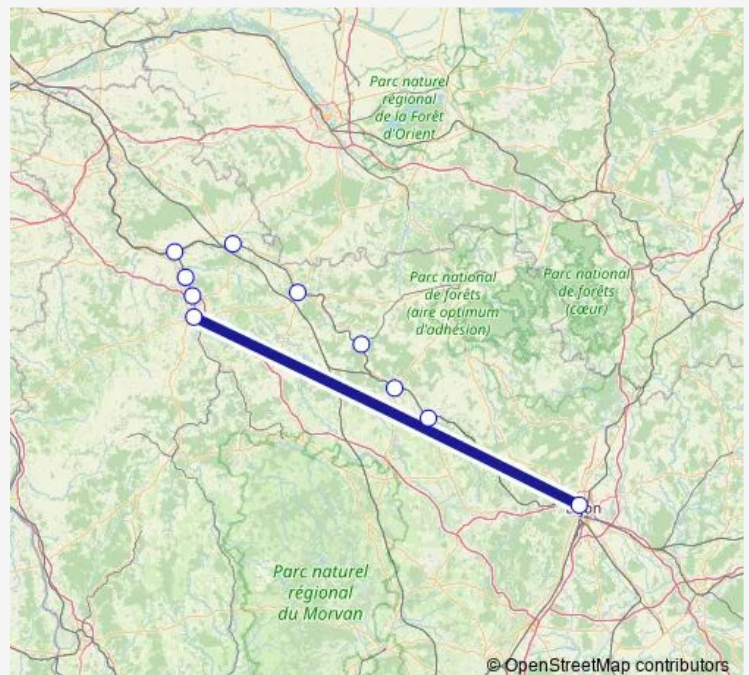 Parc naturel
régional
de la Forêt
d'Orient
Parc national
de forêts
(aire optimum
d'adhésion)
Parc national
de forêts
(cœur)
Parc naturel
régional
du Morvan
© OpenStreetMap contributors